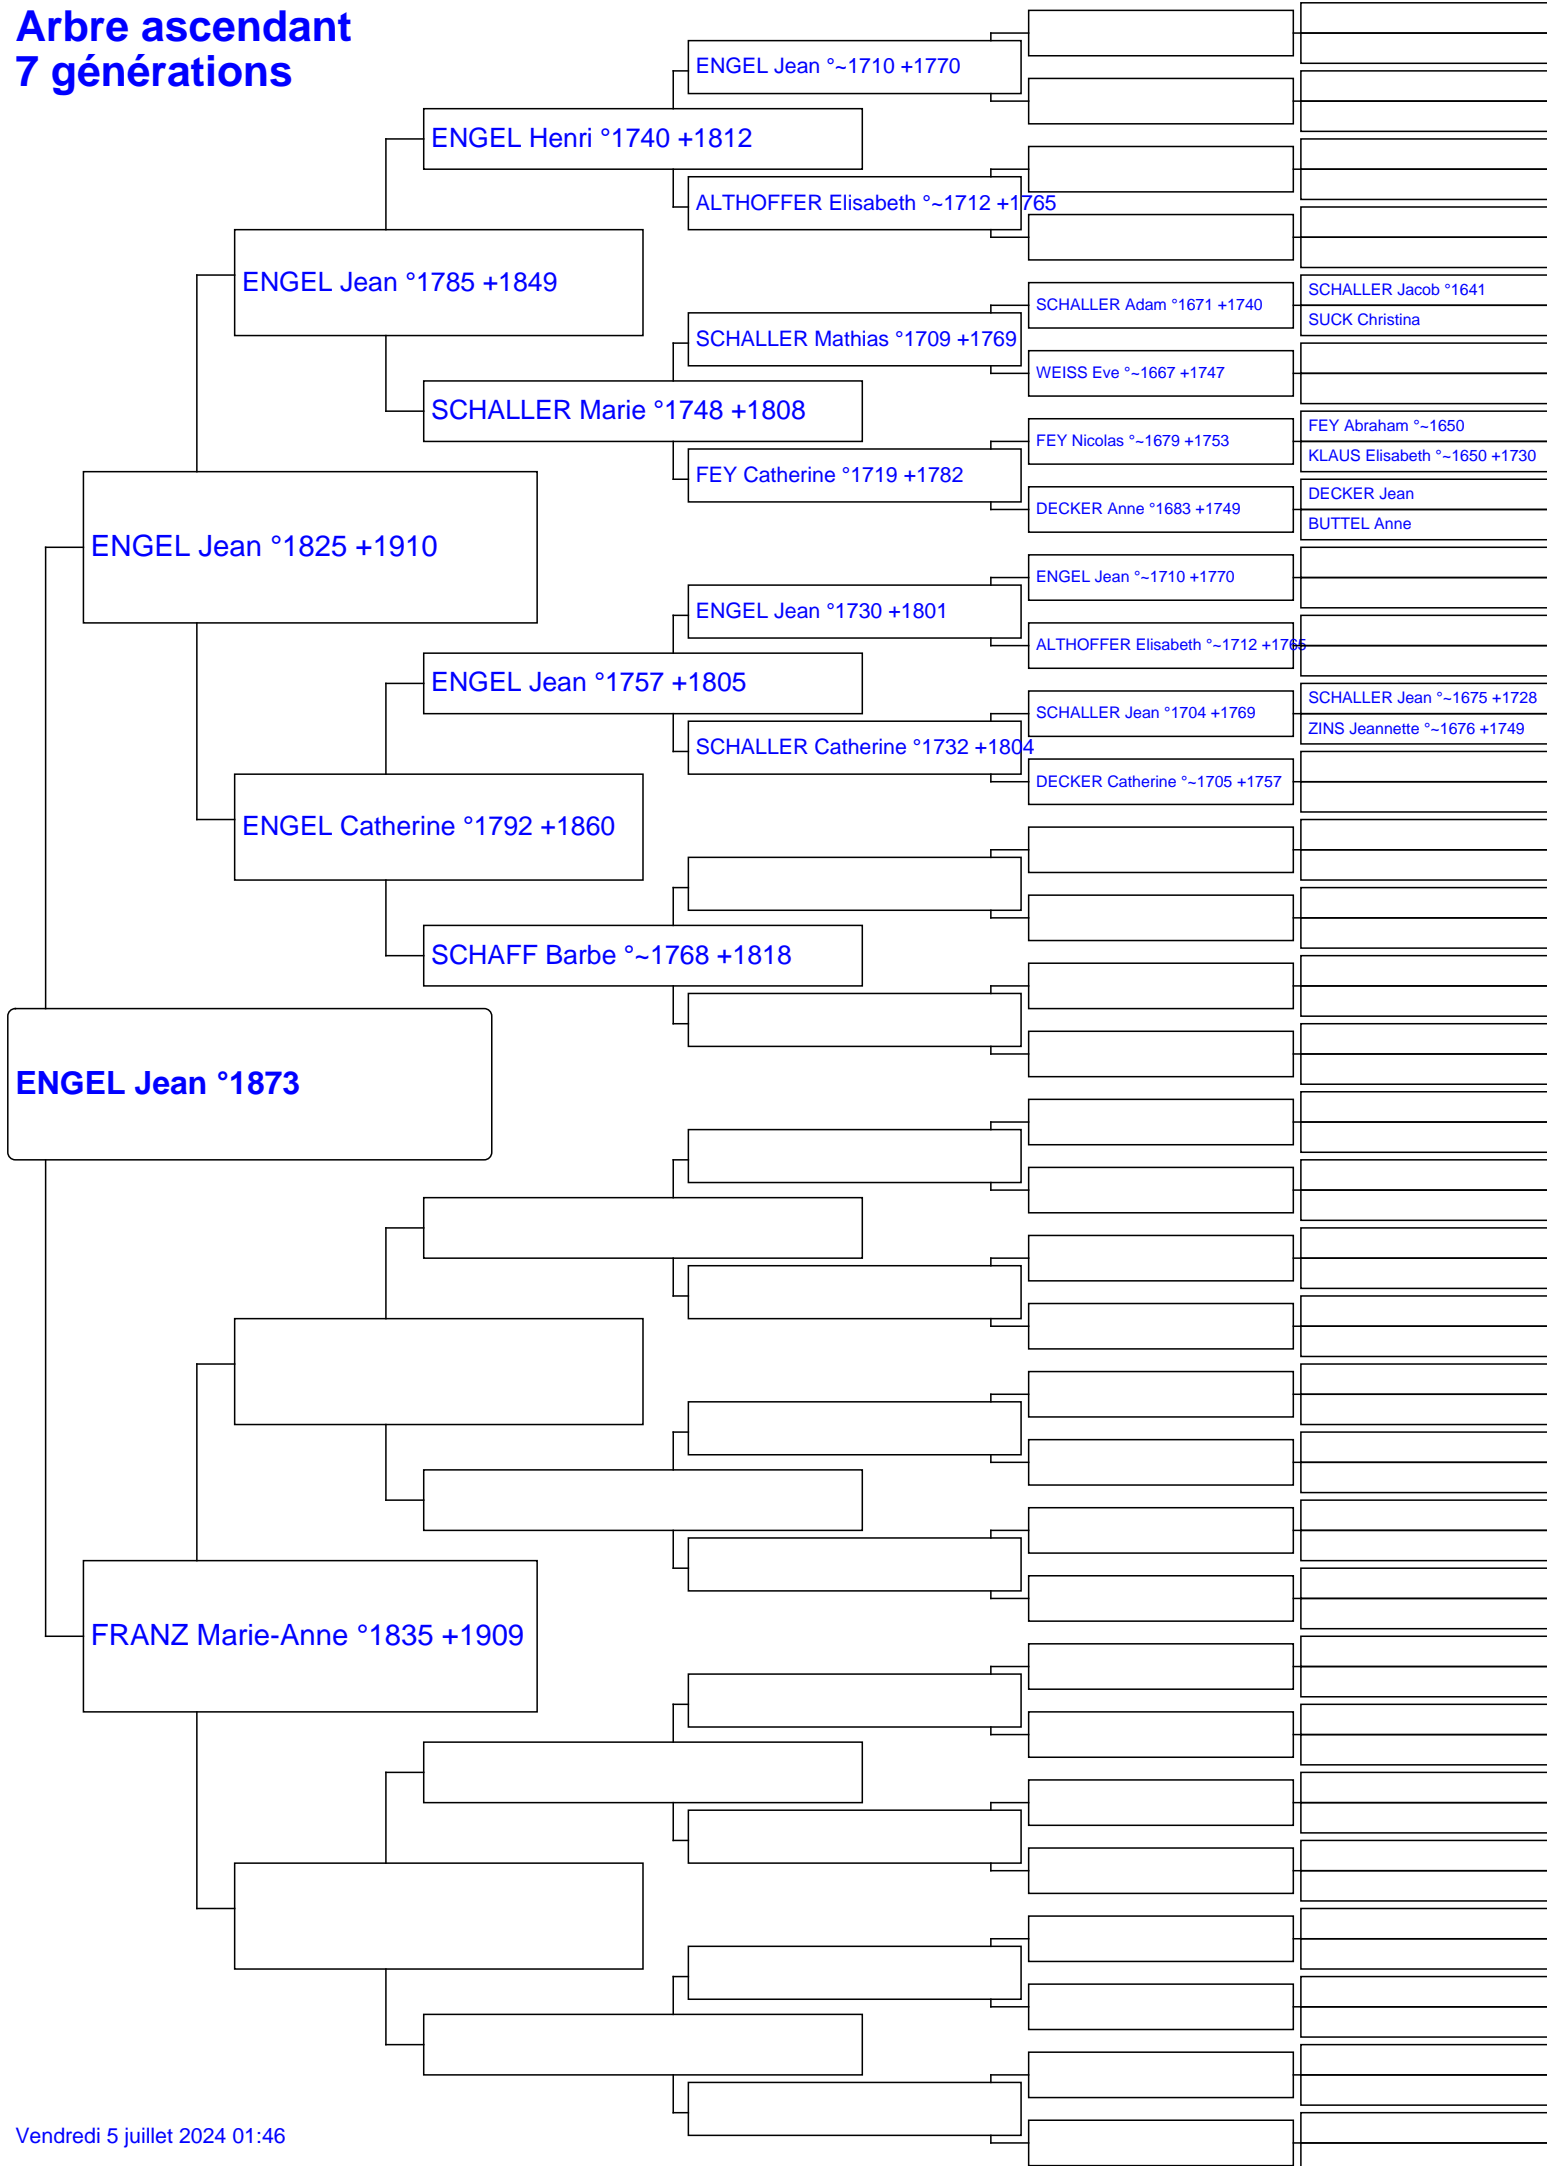 Arbre ascendant
7 générations
ENGEL Jean °~1710 +1770
ENGEL Henri °1740 +1812
ALTHOFFER Elisabeth °~1712 +1765
ENGEL Jean °1785 +1849
SCHALLER Jacob °1641
SCHALLER Adam °1671 +1740
SUCK Christina
SCHALLER Mathias °1709 +1769
WEISS Eve °~1667 +1747
SCHALLER Marie °1748 +1808
FEY Abraham °~1650
FEY Nicolas °~1679 +1753
KLAUS Elisabeth °~1650 +1730
FEY Catherine °1719 +1782
DECKER Jean
DECKER Anne °1683 +1749
BUTTEL Anne
ENGEL Jean °1825 +1910
ENGEL Jean °~1710 +1770
ENGEL Jean °1730 +1801
ALTHOFFER Elisabeth °~1712 +1765
ENGEL Jean °1757 +1805
SCHALLER Jean °~1675 +1728
SCHALLER Jean °1704 +1769
ZINS Jeannette °~1676 +1749
SCHALLER Catherine °1732 +1804
DECKER Catherine °~1705 +1757
ENGEL Catherine °1792 +1860
SCHAFF Barbe °~1768 +1818
ENGEL Jean °1873
FRANZ Marie-Anne °1835 +1909
Vendredi 5 juillet 2024 01:46